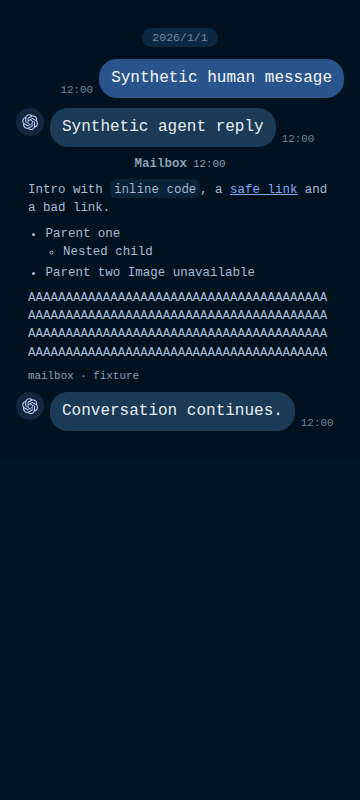 2026/1/1
12:00 Synthetic human message
Synthetic agent reply 12:00
Mailbox 12:00
Intro with inline code, a safe link and
a bad link.
Parent one
Nested child
Parent two Image unavailable
AAAAAAAAAAAAAAAAAAAAAAAAAAAAAAAAAAAAAAAA
AAAAAAAAAAAAAAAAAAAAAAAAAAAAAAAAAAAAAAAA
AAAAAAAAAAAAAAAAAAAAAAAAAAAAAAAAAAAAAAAA
AAAAAAAAAAAAAAAAAAAAAAAAAAAAAAAAAAAAAAAA
mailbox · fixture
Conversation continues. 12:00